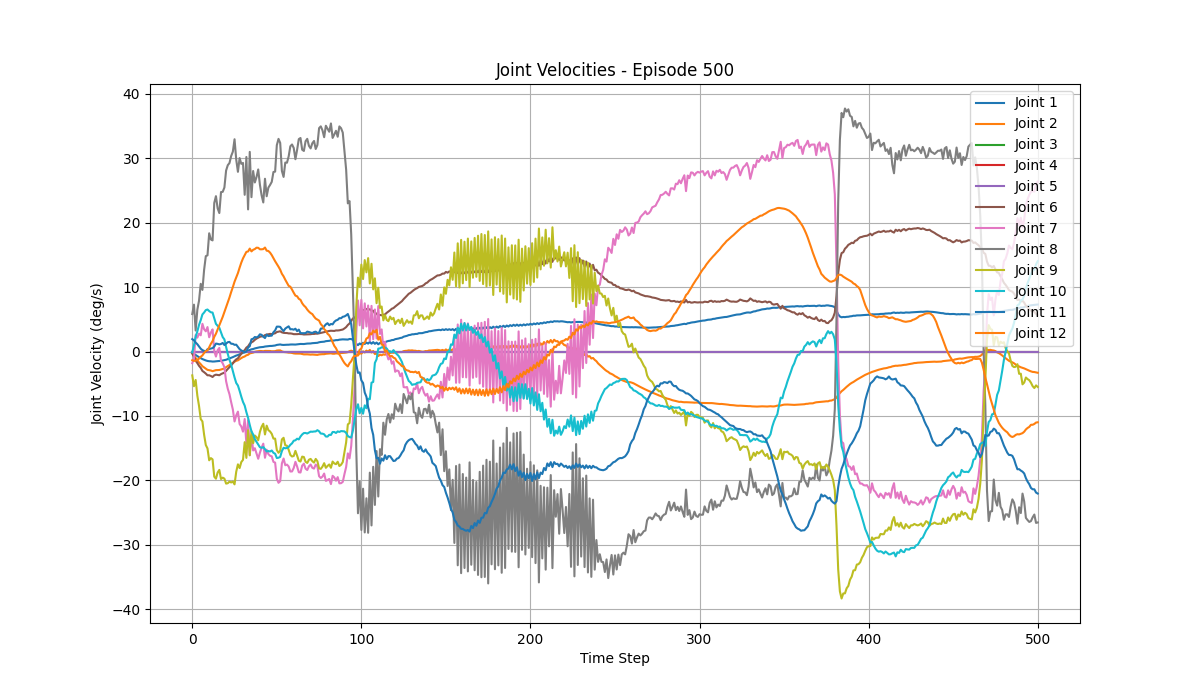 Joint Velocities - Episode 500
Joint Velocity (deg/s)
40
30
20
10
0
−10
−20
−30
−40
0
100
200
300
400
500
Time Step
Joint 1
Joint 2
Joint 3
Joint 4
Joint 5
Joint 6
Joint 7
Joint 8
Joint 9
Joint 10
Joint 11
Joint 12